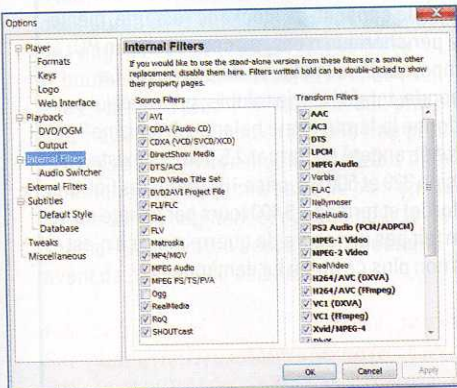 Options
Player
Formats
Keys
Logo
Web Interface
Playback
DVD/OGM
Output
Internal Filters
Audio Switcher
External Filters
Subtitles
Default Style
Database
Tweaks
Miscellaneous
Internal Filters
If you would like to use the stand-alone version from these filters or a some other
replacement, disable them here. Filters written bold can be double-clicked to show
their property pages.
Source Filters
AVI
CDDA (Audio CD)
CDXA (VCD/SVCD/XCD)
DirectShow Media
DTS/AC3
DVD Video Title Set
DVD2AVI Project File
FLI/FLC
Flac
FLV
Matroska
MP4/MOV
MPEG Audio
MPEG PS/TS/PVA
Ogg
RealMedia
RoQ
SHOUTcast
Transform Filters
AAC
AC3
DTS
LPCM
MPEG Audio
Vorbis
FLAC
Nellymoser
RealAudio
PS2 Audio (PCM/ADPCM)
MPEG-1 Video
MPEG-2 Video
RealVideo
H264/AVC (DXVA)
H264/AVC (FFmpeg)
VC1 (DXVA)
VC1 (FFmpeg)
Xvid/MPEG-4
DivX
OK
Cancel
Apply